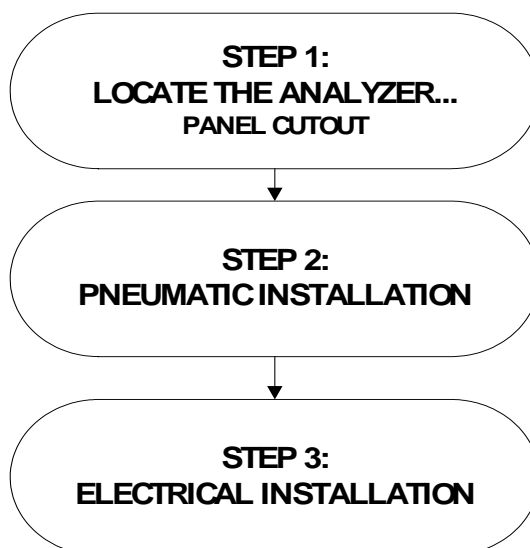 STEP 1:
LOCATE THE ANALYZER...
PANEL CUTOUT
STEP 2:
PNEUMATIC INSTALLATION
STEP 3:
ELECTRICAL INSTALLATION